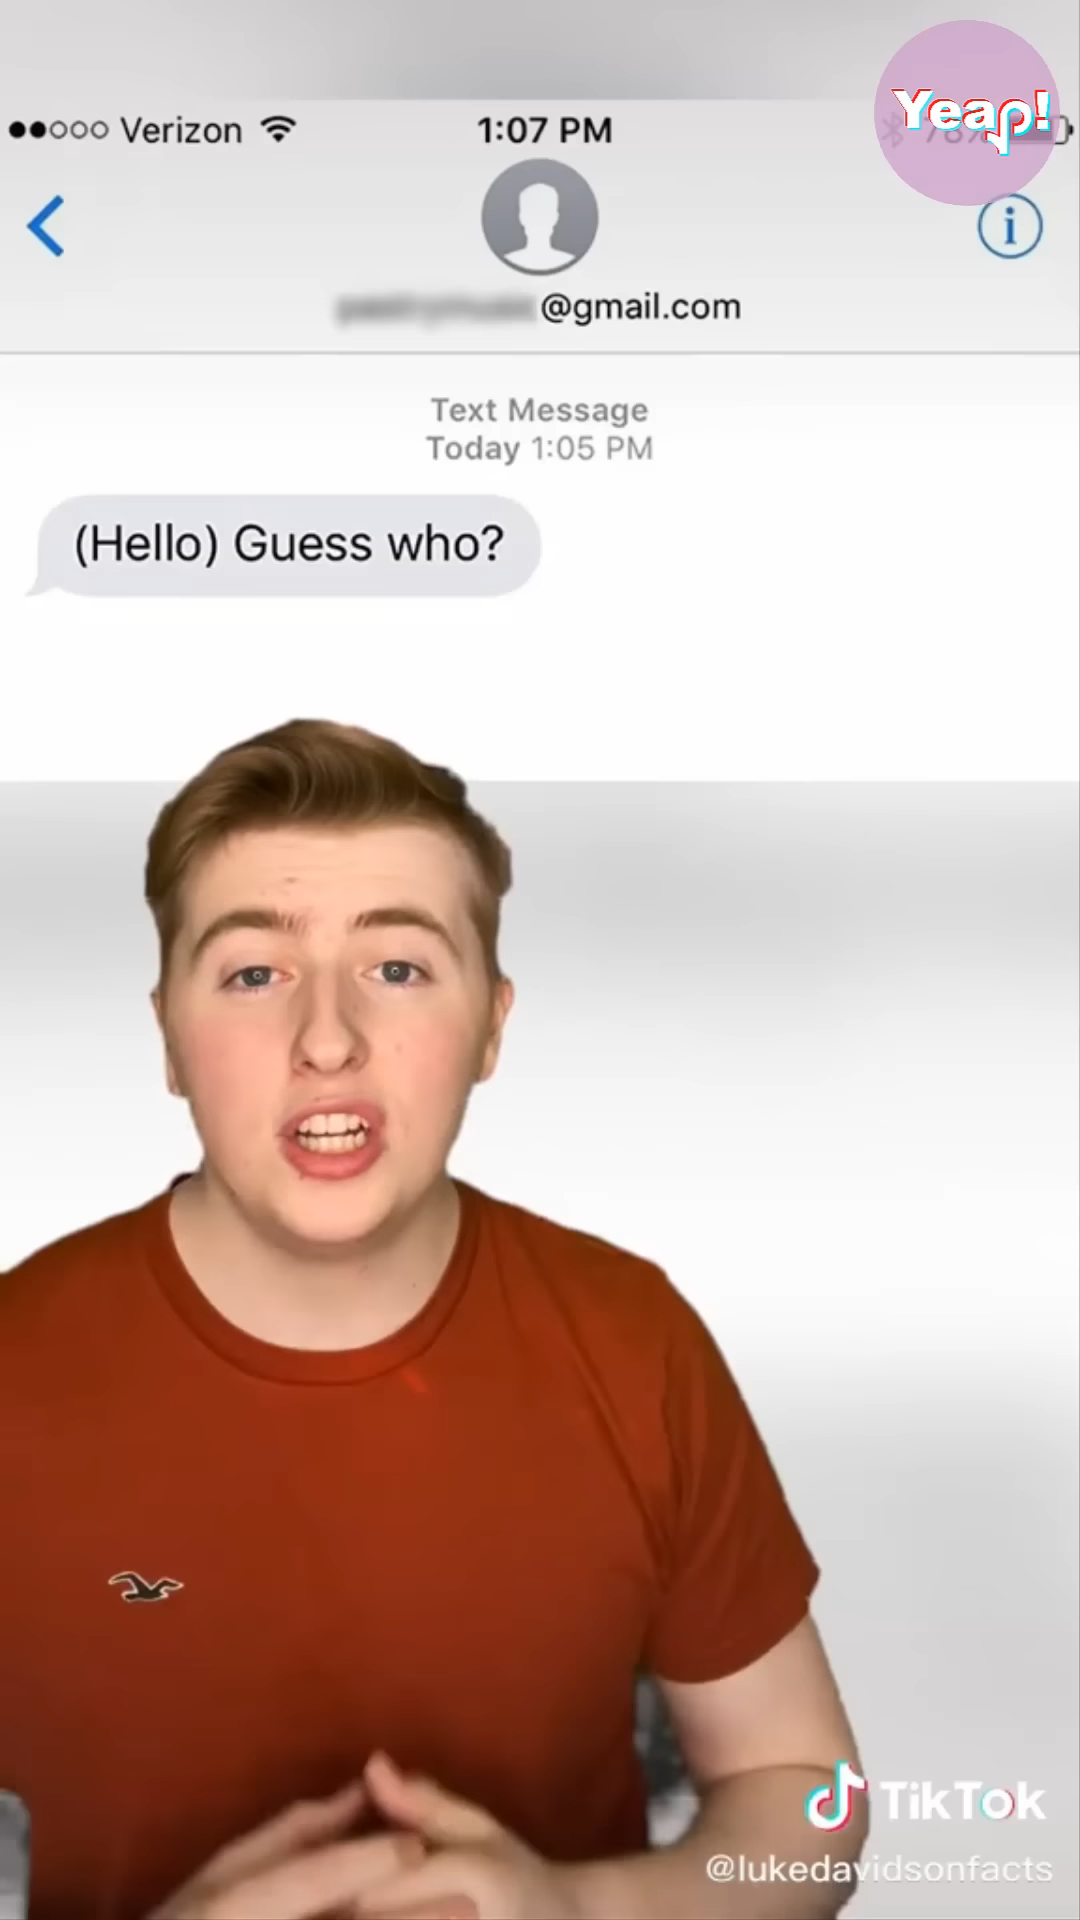 Yeap!
Verizon
1:07 PM
@gmail.com
Text Message
Today 1:05 PM
(Hello) Guess who?
TikTok
@lukedavidsonfacts